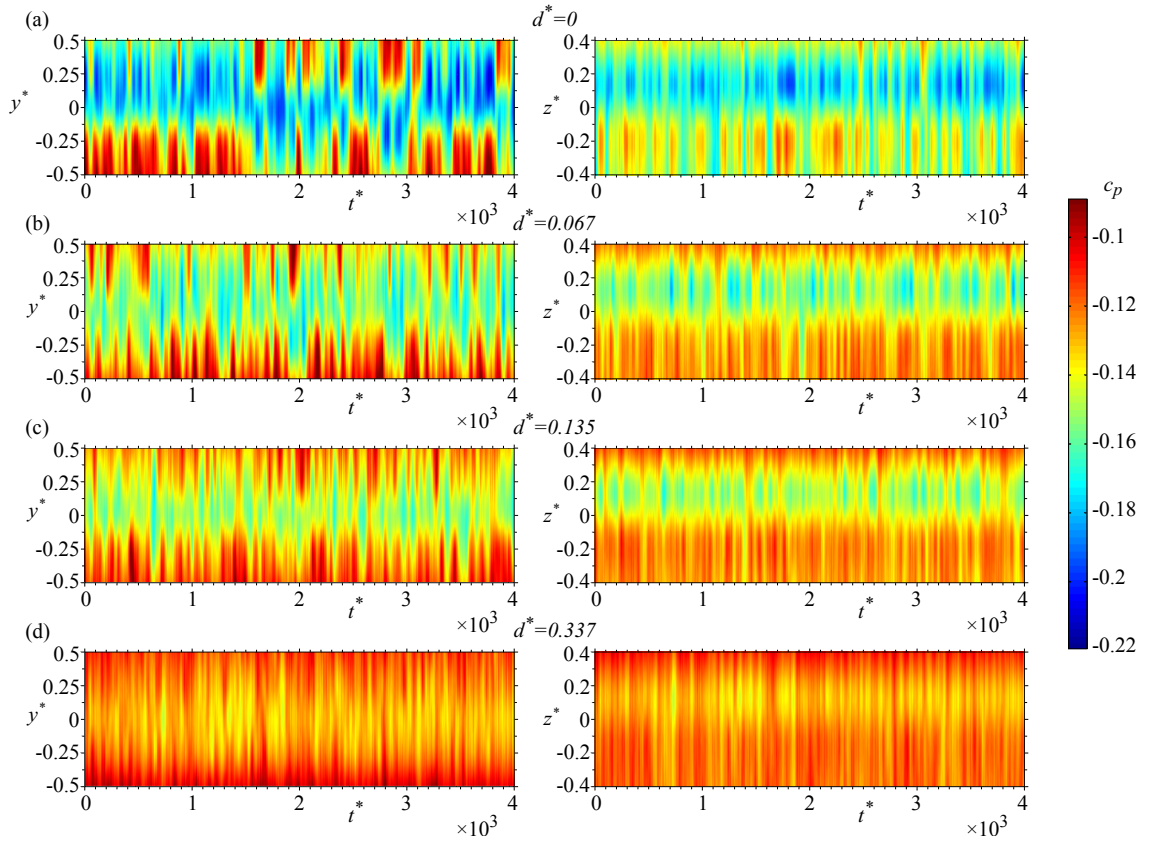 (a) d*=0
0.5 0.4
0.25 0.2
y* 0 z* 0
-0.25 -0.2
-0.5 -0.4
0 1 2 3 4 0 1 2 3 4
t* ×10³ t* ×10³
(b) d*=0.067
0.5 0.4
0.25 0.2
y* 0 z* 0
-0.25 -0.2
-0.5 -0.4
0 1 2 3 4 0 1 2 3 4
t* ×10³ t* ×10³
(c) d*=0.135
0.5 0.4
0.25 0.2
y* 0 z* 0
-0.25 -0.2
-0.5 -0.4
0 1 2 3 4 0 1 2 3 4
t* ×10³ t* ×10³
(d) d*=0.337
0.5 0.4
0.25 0.2
y* 0 z* 0
-0.25 -0.2
-0.5 -0.4
0 1 2 3 4 0 1 2 3 4
t* ×10³ t* ×10³
cₚ
-0.1
-0.12
-0.14
-0.16
-0.18
-0.2
-0.22